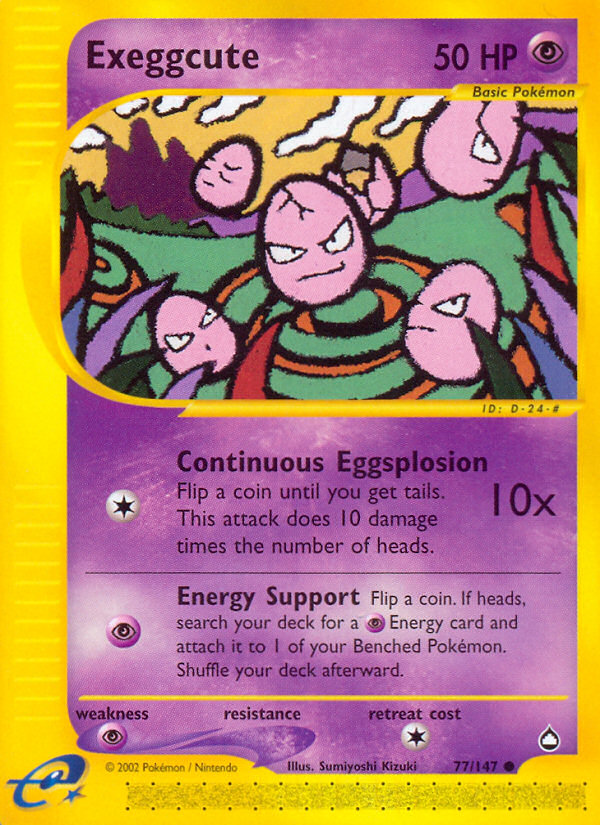 Exeggcute 50 HP
Basic Pokémon
ID: D-24-#
Continuous Eggsplosion
Flip a coin until you get tails.
This attack does 10 damage
times the number of heads.
10x
Energy Support Flip a coin. If heads,
search your deck for a Energy card and
attach it to 1 of your Benched Pokémon.
Shuffle your deck afterward.
weakness resistance retreat cost
© 2002 Pokémon / Nintendo Illus. Sumiyoshi Kizuki 77/147
e